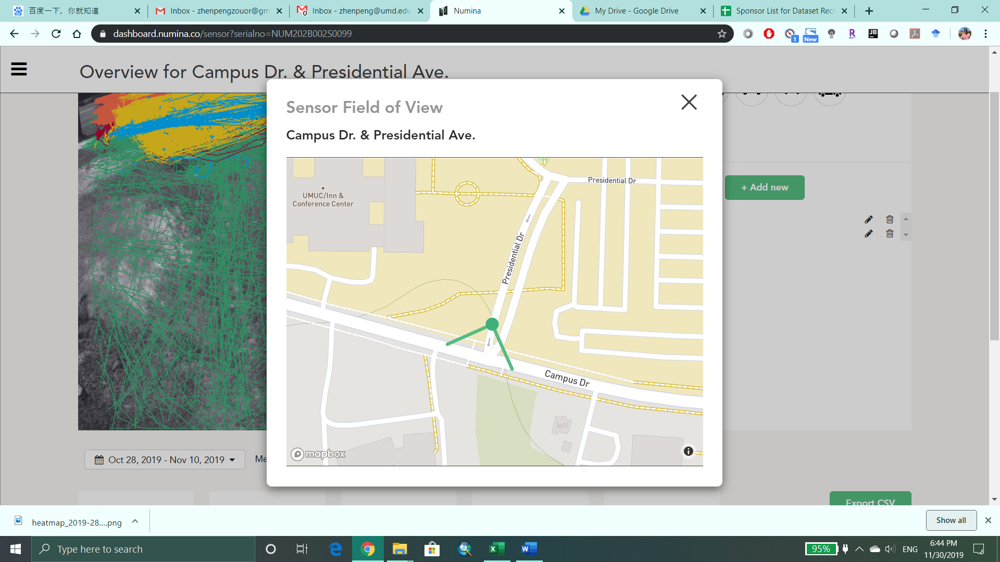 百度一下，你就知道
Inbox - zhenpengzouor@gm
Inbox - zhenpeng@umd.edu
Numina
My Drive - Google Drive
Sponsor List for Dataset Recr
dashboard.numina.co/sensor?serialno=NUM202B002S0099
1
New
R
JB
Overview for Campus Dr. & Presidential Ave.
Sensor Field of View
Campus Dr. & Presidential Ave.
Presidential Dr
UMUC/Inn &
Conference Center
Presidential Dr
+ Add new
Campus Dr
3617
mapbox
Oct 28, 2019 - Nov 10, 2019
Me
Export CSV
heatmap_2019-28....png
Show all
Type here to search
95%
ENG
6:44 PM
11/30/2019